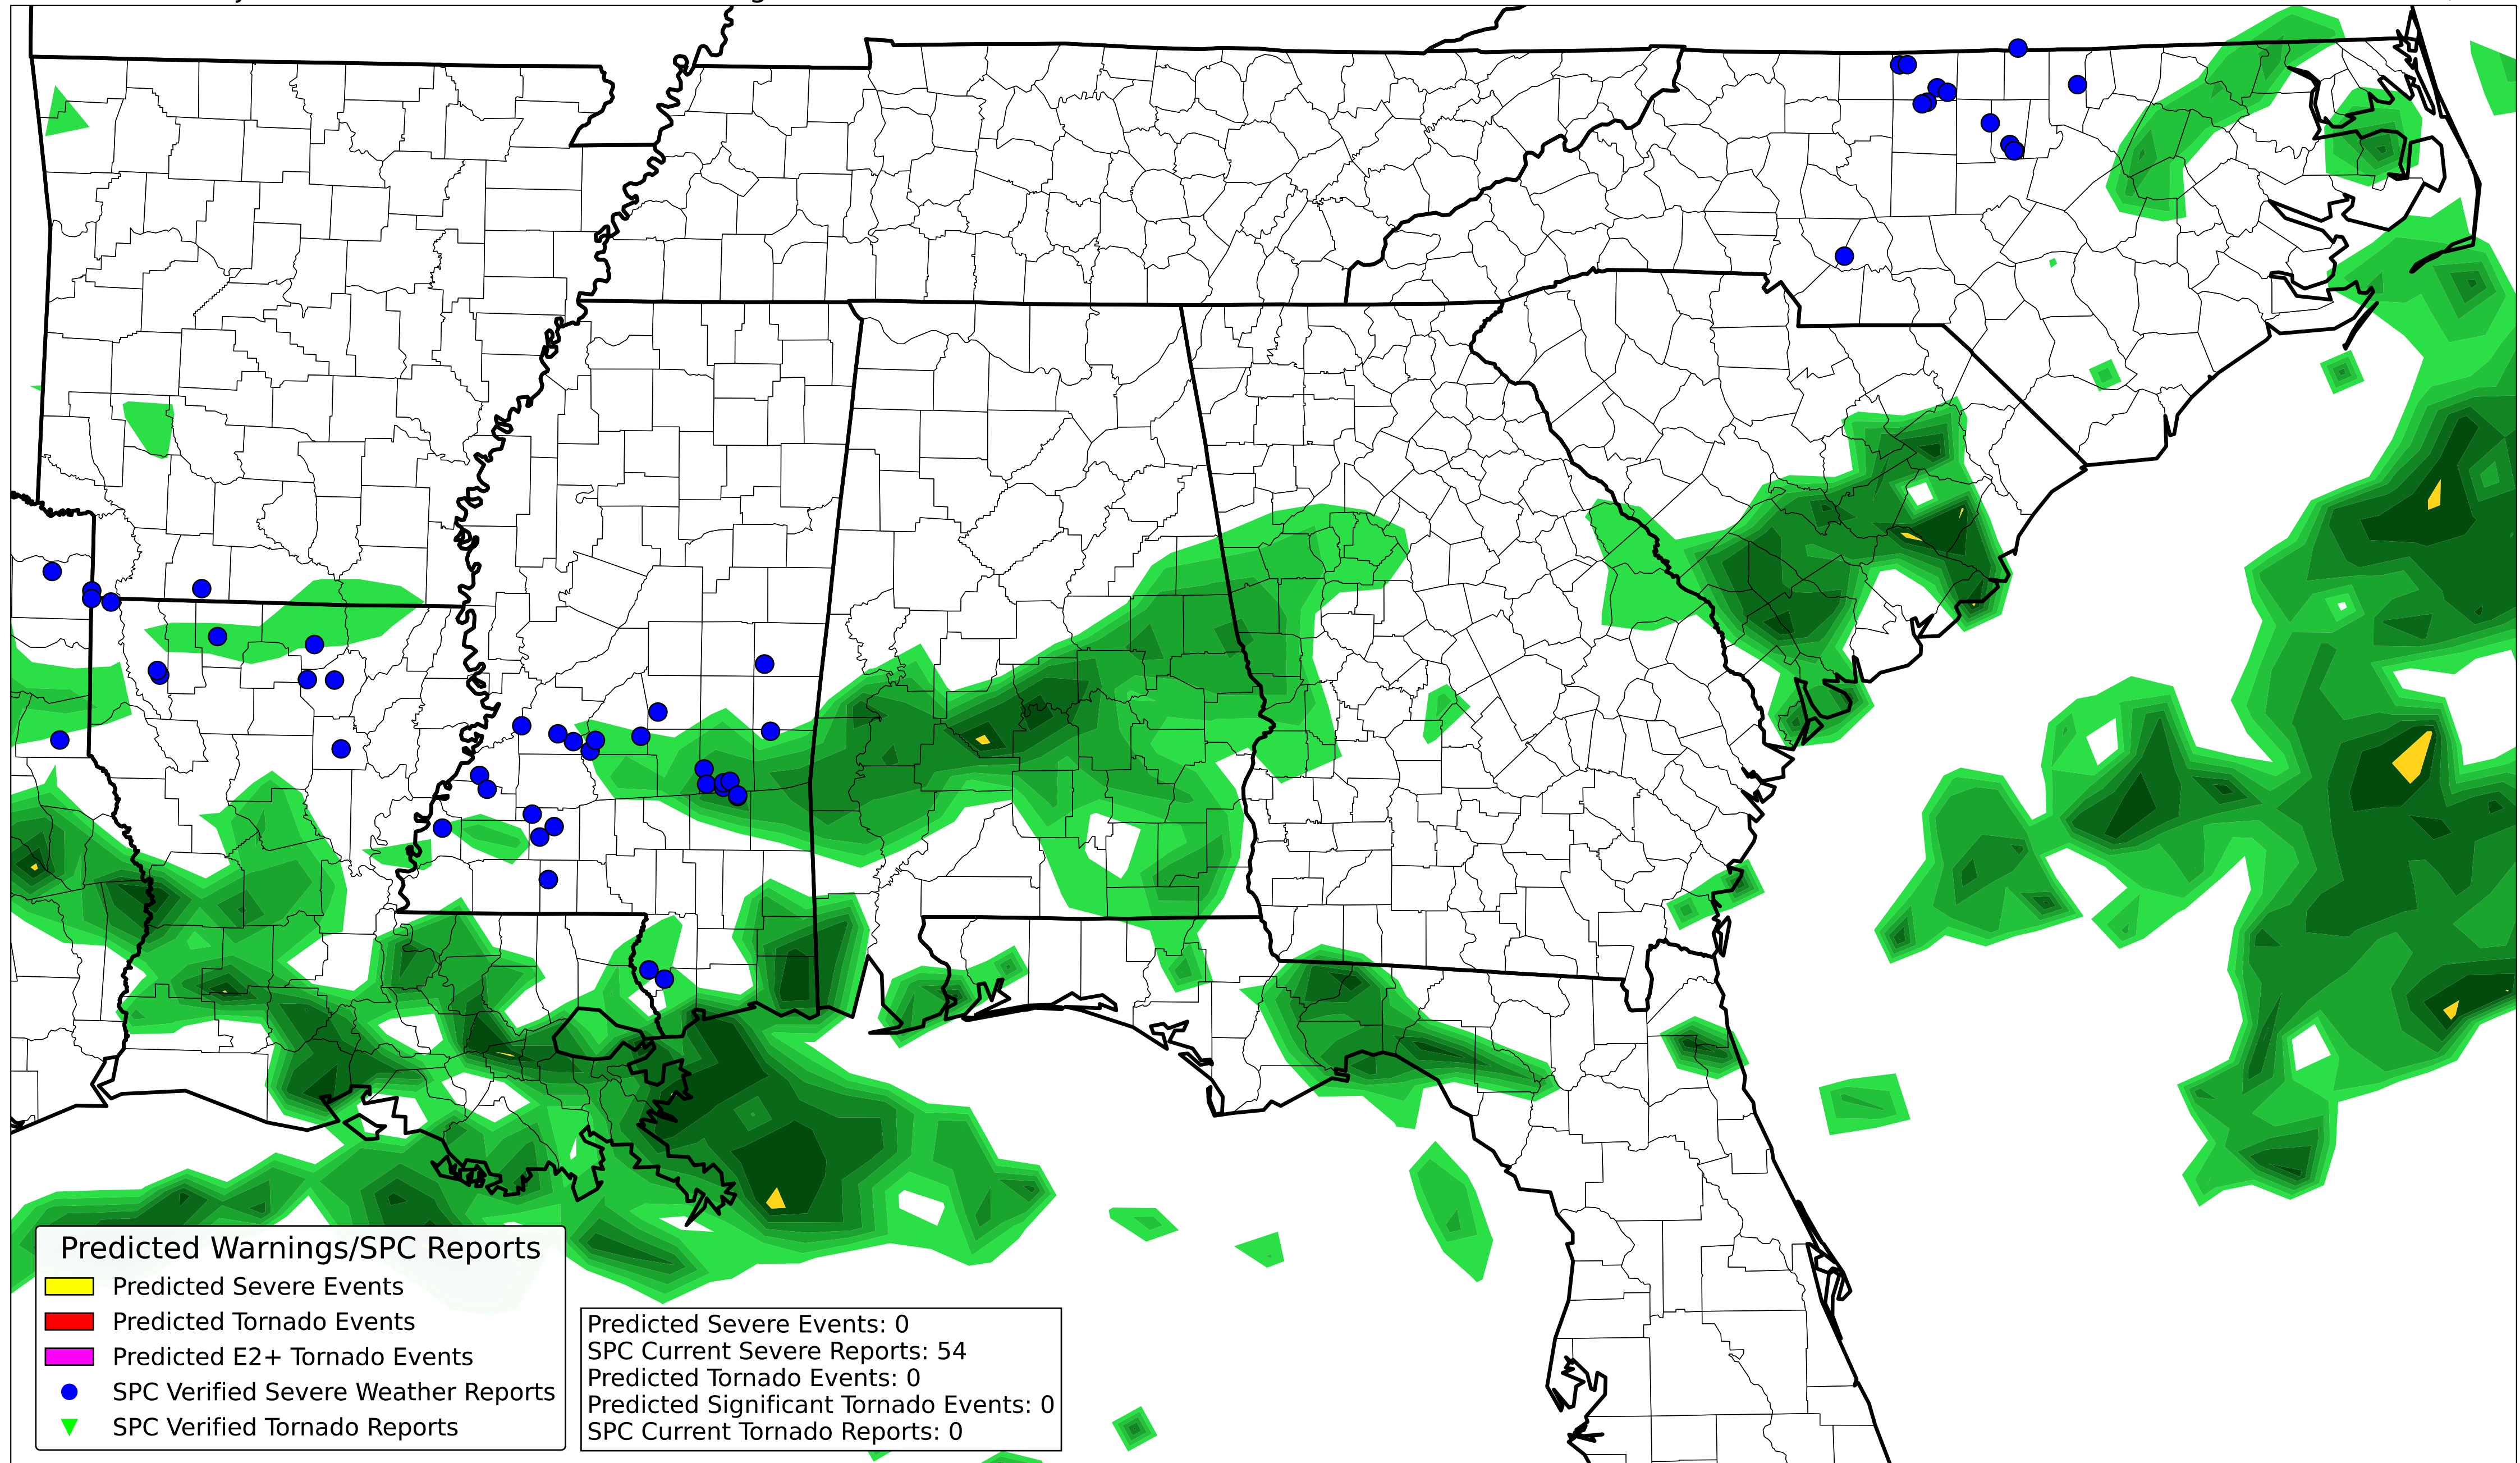 Predicted Warnings/SPC Reports
Predicted Severe Events
Predicted Tornado Events
Predicted E2+ Tornado Events
SPC Verified Severe Weather Reports
SPC Verified Tornado Reports
Predicted Severe Events: 0
SPC Current Severe Reports: 54
Predicted Tornado Events: 0
Predicted Significant Tornado Events: 0
SPC Current Tornado Reports: 0